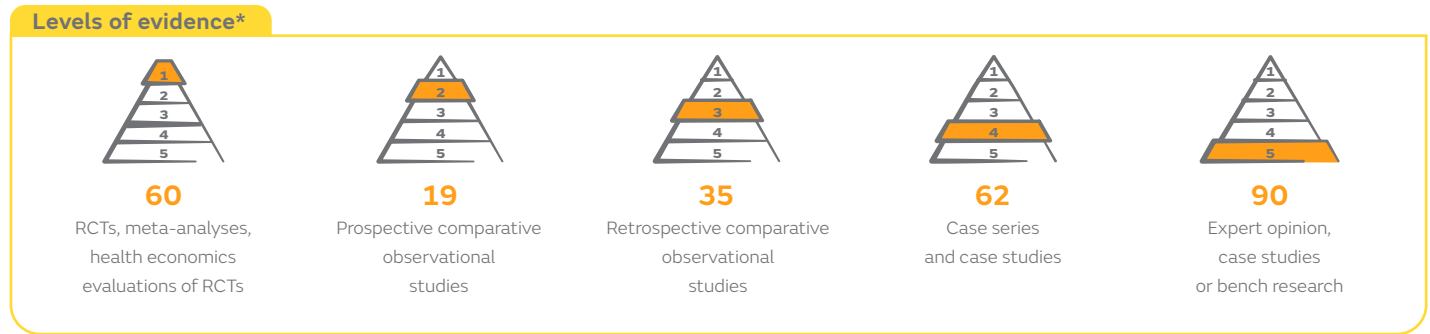 Levels of evidence*
1
2
3
4
5
60
RCTs, meta-analyses,
health economics
evaluations of RCTs
1
2
3
4
5
19
Prospective comparative
observational
studies
1
2
3
4
5
35
Retrospective comparative
observational
studies
1
2
3
4
5
62
Case series
and case studies
1
2
3
4
5
90
Expert opinion,
case studies
or bench research